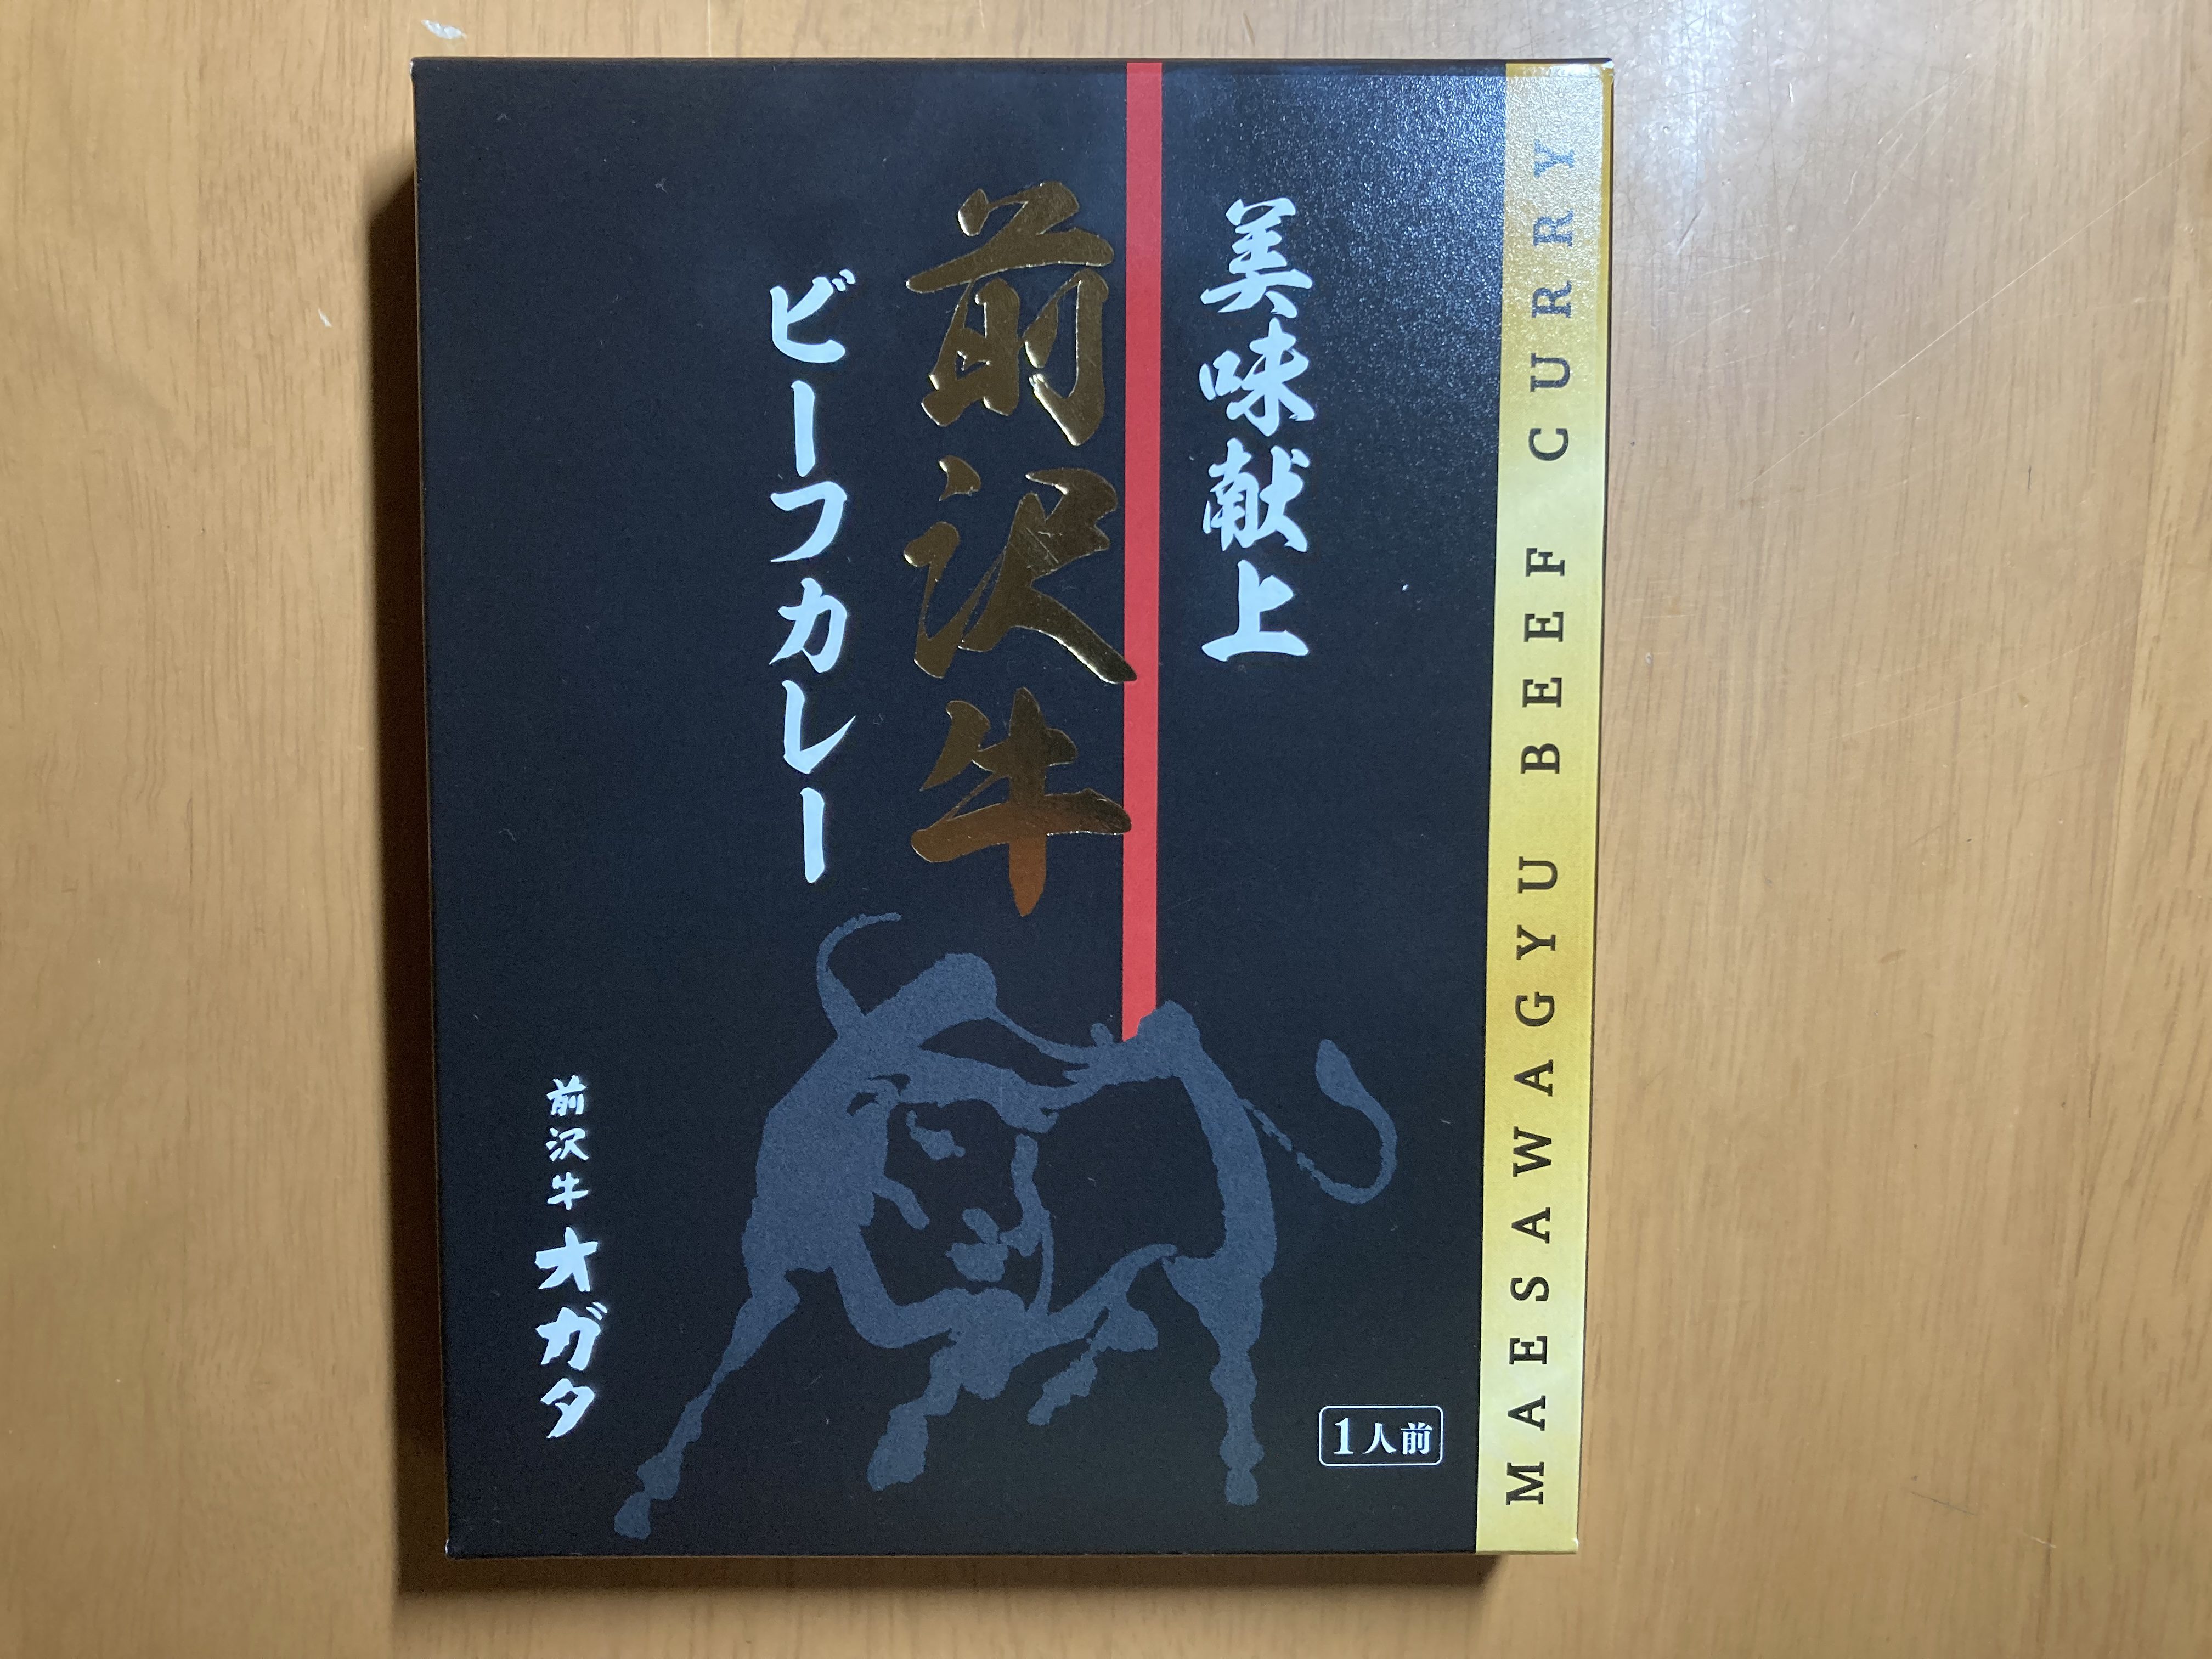 美味献上
前沢牛
ビーフカレー
前沢牛オガタ
1人前
MAESAWAGYU BEEF CURRY